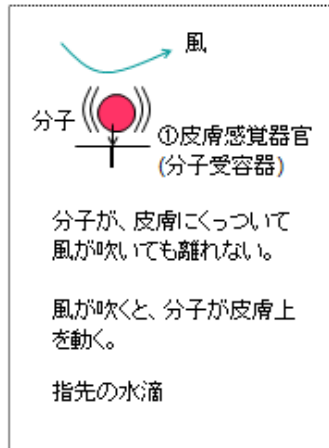 風
分子
①皮膚感覚器官
(分子受容器)
分子が、皮膚にくっついて
風が吹いても離れない。
風が吹くと、分子が皮膚上
を動く。
指先の水滴